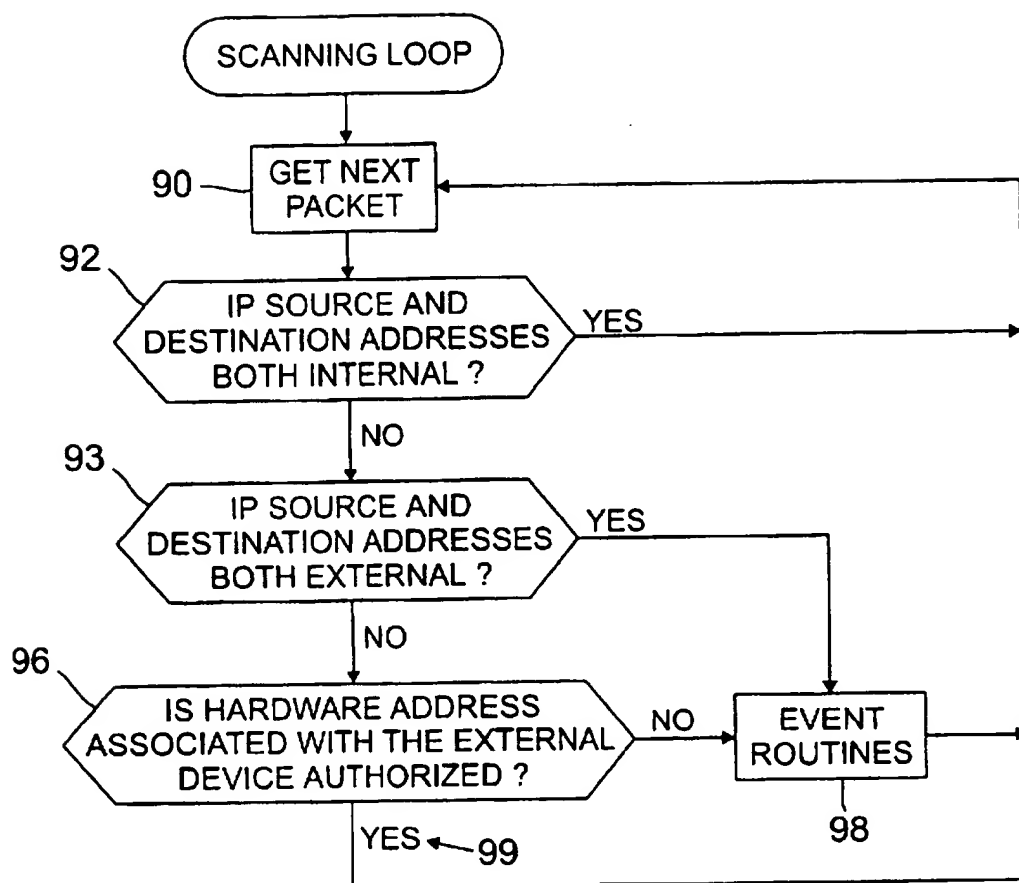 SCANNING LOOP
90
GET NEXT
PACKET
92
IP SOURCE AND
DESTINATION ADDRESSES
BOTH INTERNAL ?
YES
NO
93
IP SOURCE AND
DESTINATION ADDRESSES
BOTH EXTERNAL ?
YES
NO
96
IS HARDWARE ADDRESS
ASSOCIATED WITH THE EXTERNAL
DEVICE AUTHORIZED ?
NO
EVENT
ROUTINES
98
YES
99